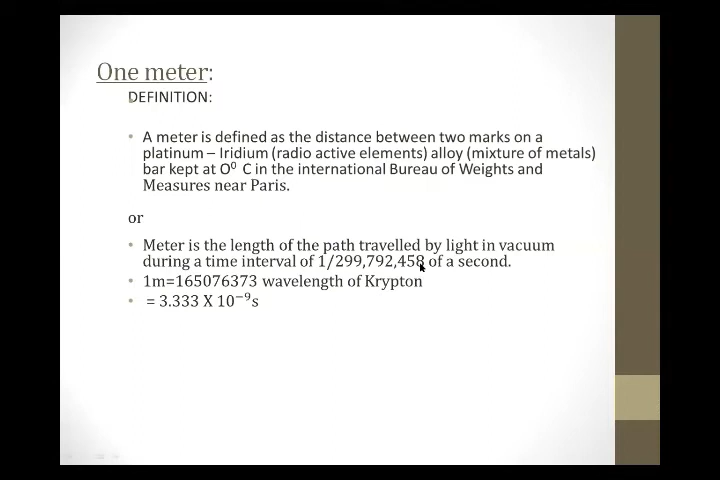 One meter:
DEFINITION:
• A meter is defined as the distance between two marks on a
platinum – Iridium (radio active elements) alloy (mixture of metals)
bar kept at O⁰ C in the international Bureau of Weights and
Measures near Paris.
or
• Meter is the length of the path travelled by light in vacuum
during a time interval of 1/299,792,458 of a second.
• 1m=165076373 wavelength of Krypton
• = 3.333 X 10⁻⁹s